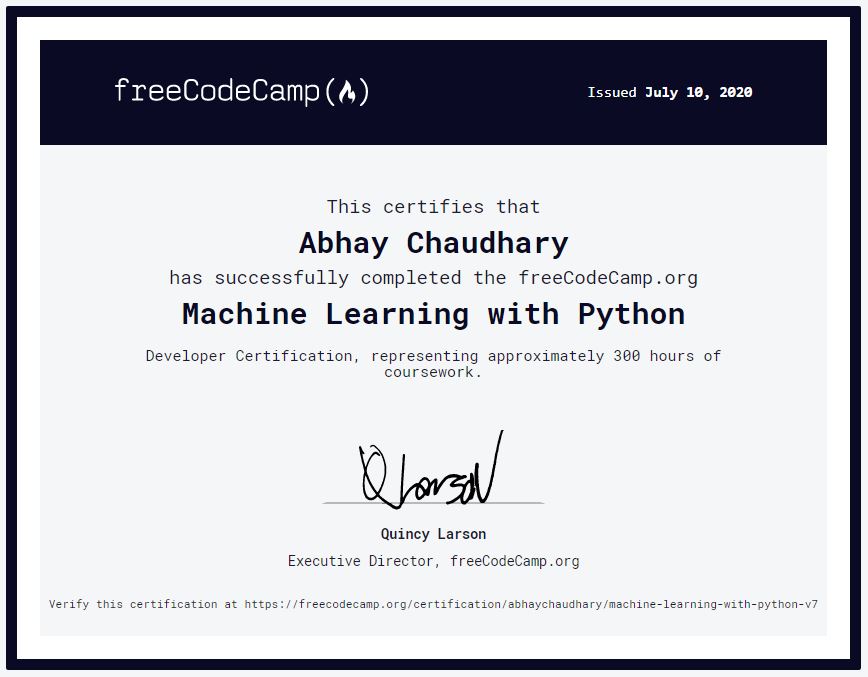 freeCodeCamp
Issued July 10, 2020
This certifies that
Abhay Chaudhary
has successfully completed the freeCodeCamp.org
Machine Learning with Python
Developer Certification, representing approximately 300 hours of
coursework.
Q Larson
Quincy Larson
Executive Director, freeCodeCamp.org
Verify this certification at https://freecodecamp.org/certification/abhaychaudhary/machine-learning-with-python-v7